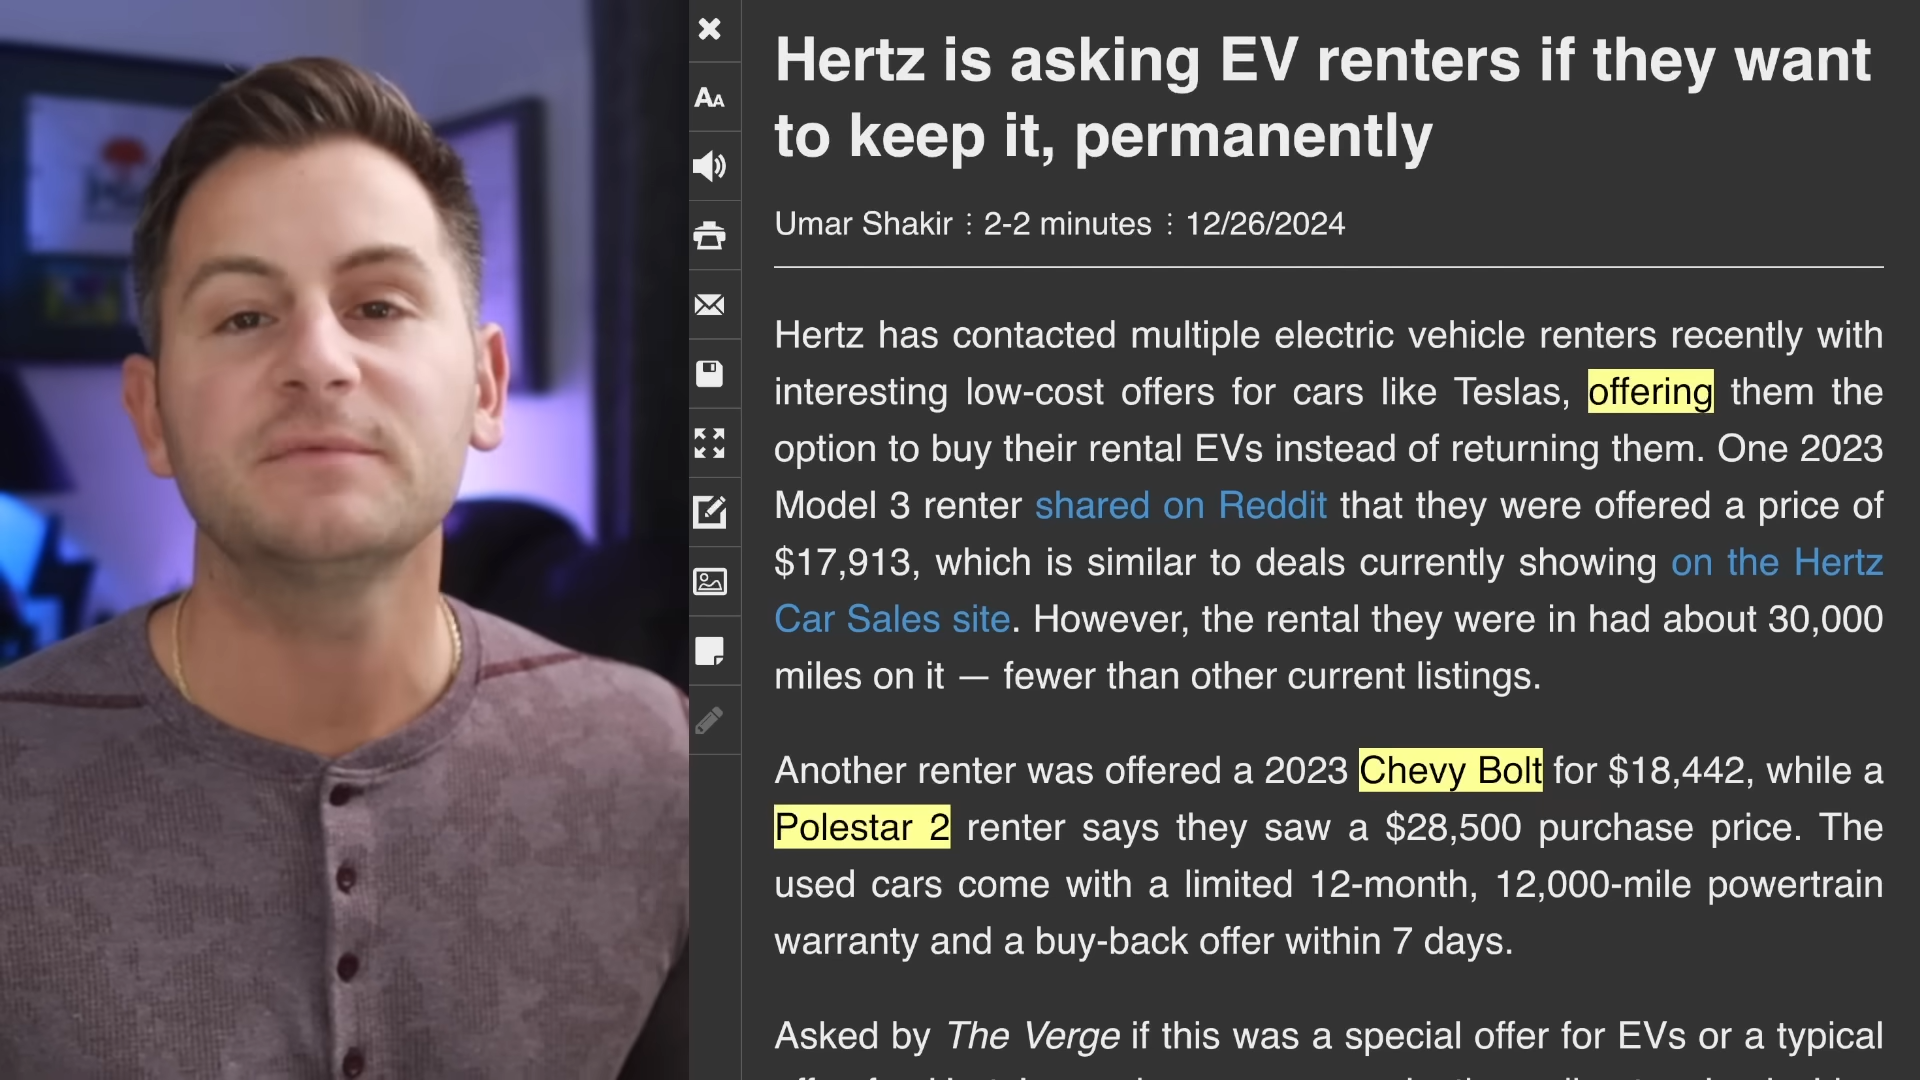 Hertz is asking EV renters if they want
to keep it, permanently
Umar Shakir ⋮ 2-2 minutes ⋮ 12/26/2024
Hertz has contacted multiple electric vehicle renters recently with
interesting low-cost offers for cars like Teslas, offering them the
option to buy their rental EVs instead of returning them. One 2023
Model 3 renter shared on Reddit that they were offered a price of
$17,913, which is similar to deals currently showing on the Hertz
Car Sales site. However, the rental they were in had about 30,000
miles on it — fewer than other current listings.
Another renter was offered a 2023 Chevy Bolt for $18,442, while a
Polestar 2 renter says they saw a $28,500 purchase price. The
used cars come with a limited 12-month, 12,000-mile powertrain
warranty and a buy-back offer within 7 days.
Asked by The Verge if this was a special offer for EVs or a typical